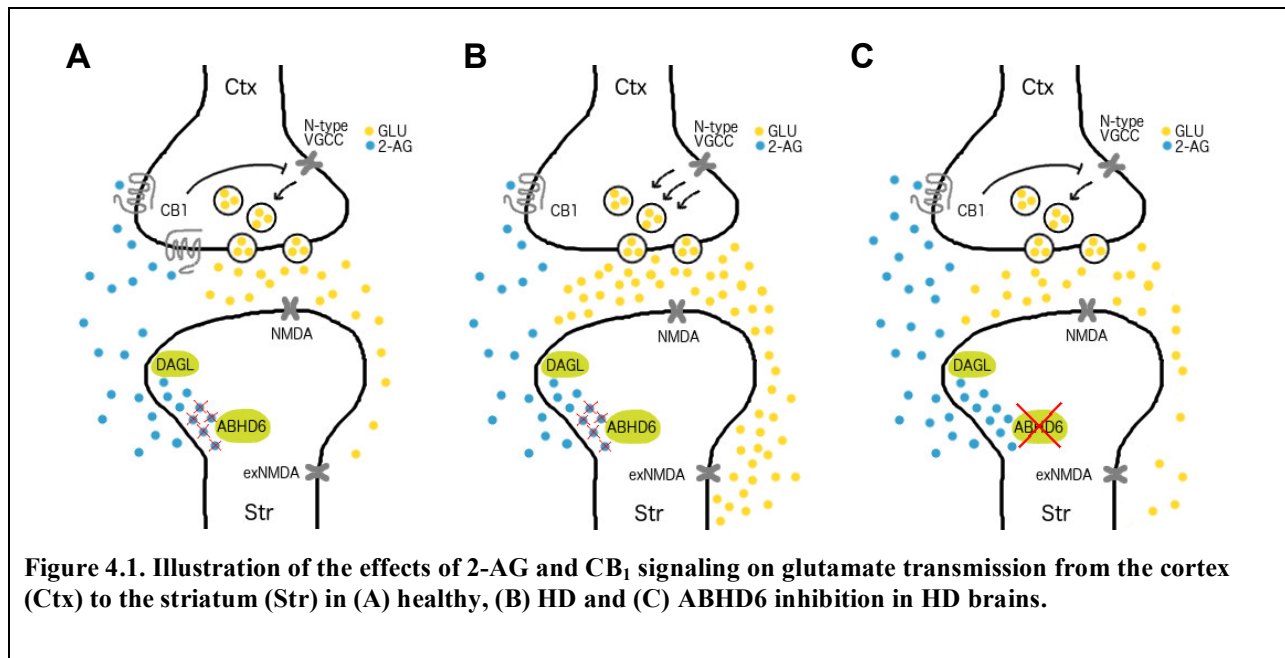 A
Ctx
N-type
VGCC
GLU
2-AG
CB1
NMDA
DAGL
ABHD6
exNMDA
Str
B
Ctx
N-type
VGCC
GLU
2-AG
CB1
NMDA
DAGL
ABHD6
exNMDA
Str
C
Ctx
N-type
VGCC
GLU
2-AG
CB1
NMDA
DAGL
ABHD6
exNMDA
Str
Figure 4.1. Illustration of the effects of 2-AG and CB₁ signaling on glutamate transmission from the cortex
(Ctx) to the striatum (Str) in (A) healthy, (B) HD and (C) ABHD6 inhibition in HD brains.